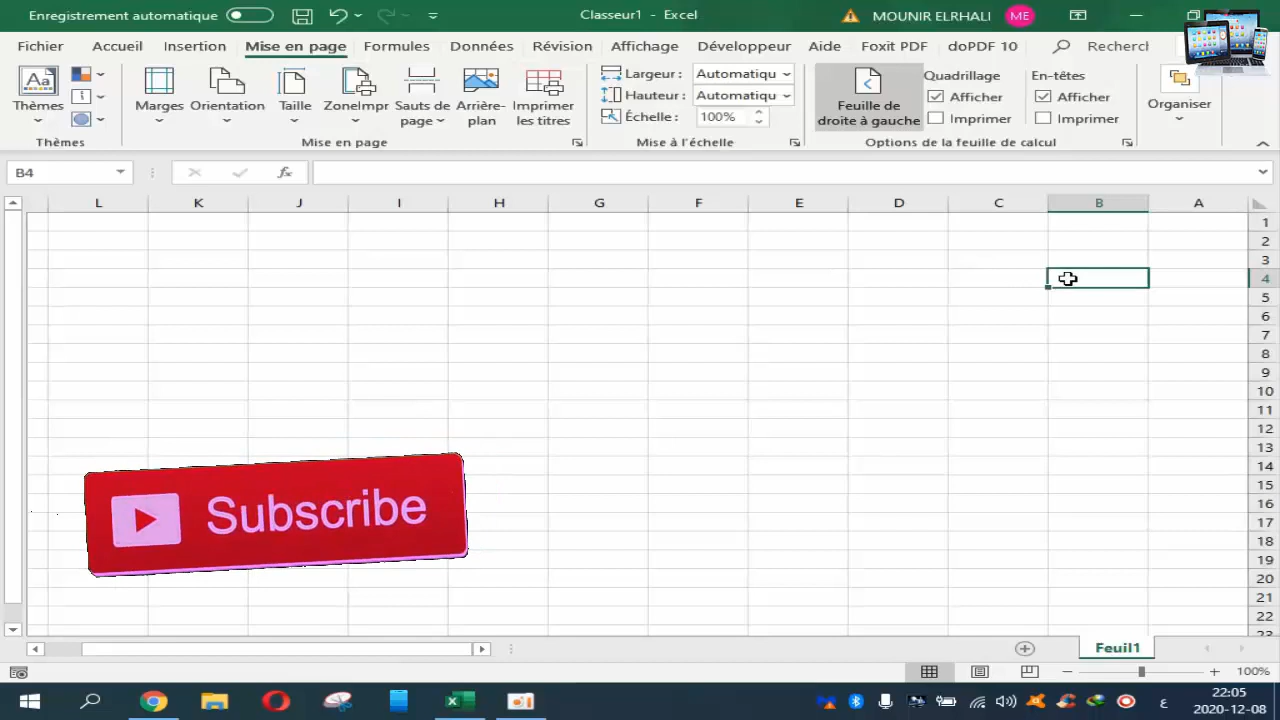 Enregistrement automatique
Classeur1 - Excel
MOUNIR ELRHALI
ME
Fichier Accueil Insertion Mise en page Formules Données Révision Affichage Développeur Aide Foxit PDF doPDF 10 Rechercl
Aa
Thèmes
Thèmes
Marges
Orientation
Taille
ZoneImpr
Sauts de page
Arrière-plan
Imprimer les titres
Mise en page
Largeur : Automatiqu
Hauteur : Automatiqu
Échelle : 100%
Mise à l'échelle
Feuille de droite à gauche
Quadrillage
Afficher
Imprimer
En-têtes
Afficher
Imprimer
Options de la feuille de calcul
Organiser
B4
fx
L K J I H G F E D C B A
1
2
3
4
5
6
7
8
9
10
11
12
13
14
15
16
17
18
19
20
21
22
23
Subscribe
Feuil1
100%
ع
22:05
2020-12-08